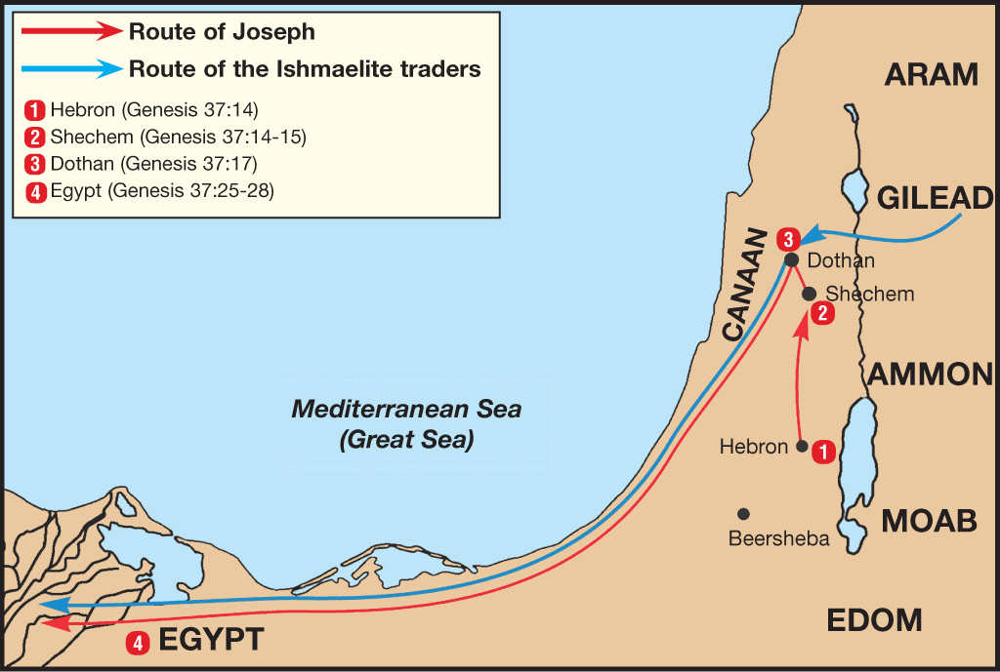 Route of Joseph
Route of the Ishmaelite traders
1 Hebron (Genesis 37:14)
2 Shechem (Genesis 37:14-15)
3 Dothan (Genesis 37:17)
4 Egypt (Genesis 37:25-28)
ARAM
GILEAD
CANAAN
3
Dothan
Shechem
2
AMMON
Mediterranean Sea
(Great Sea)
Hebron 1
MOAB
Beersheba
EDOM
4 EGYPT